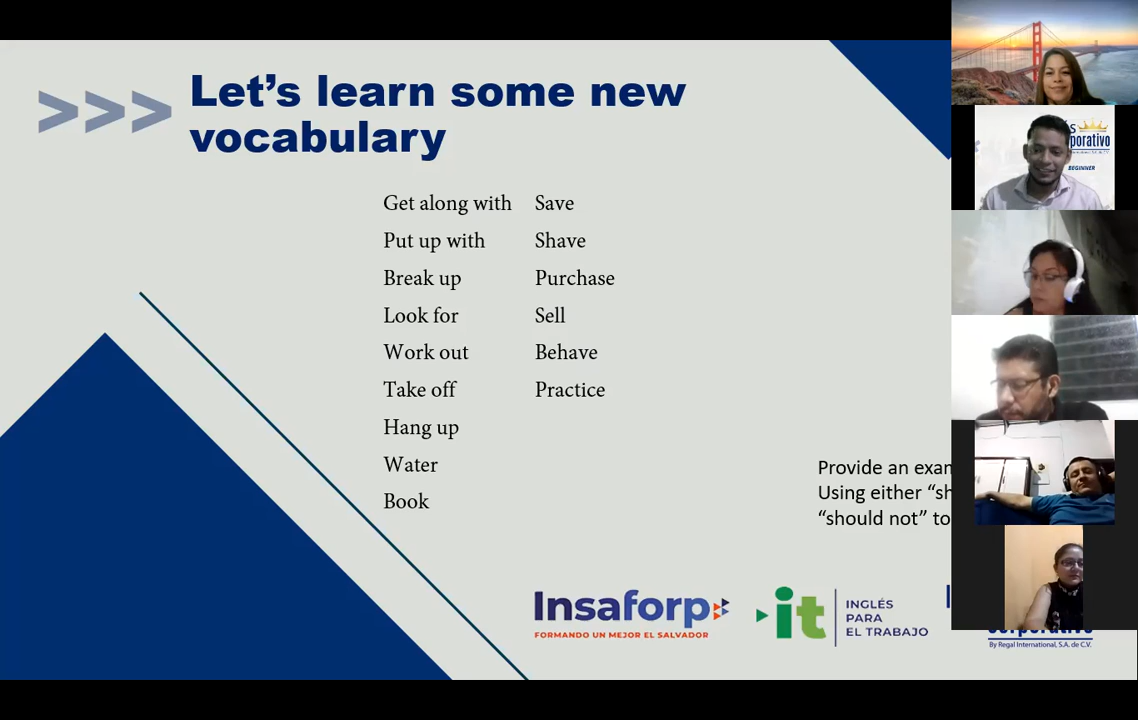 >>> Let's learn some new
vocabulary
Get along with
Put up with
Break up
Look for
Work out
Take off
Hang up
Water
Book
Save
Shave
Purchase
Sell
Behave
Practice
Provide an
Using either
“should not” to
Insaforp
FORMANDO UN MEJOR EL SALVADOR
it
INGLÉS
PARA
EL TRABAJO
By Regal International, S.A. de C.V.
BEGINNER